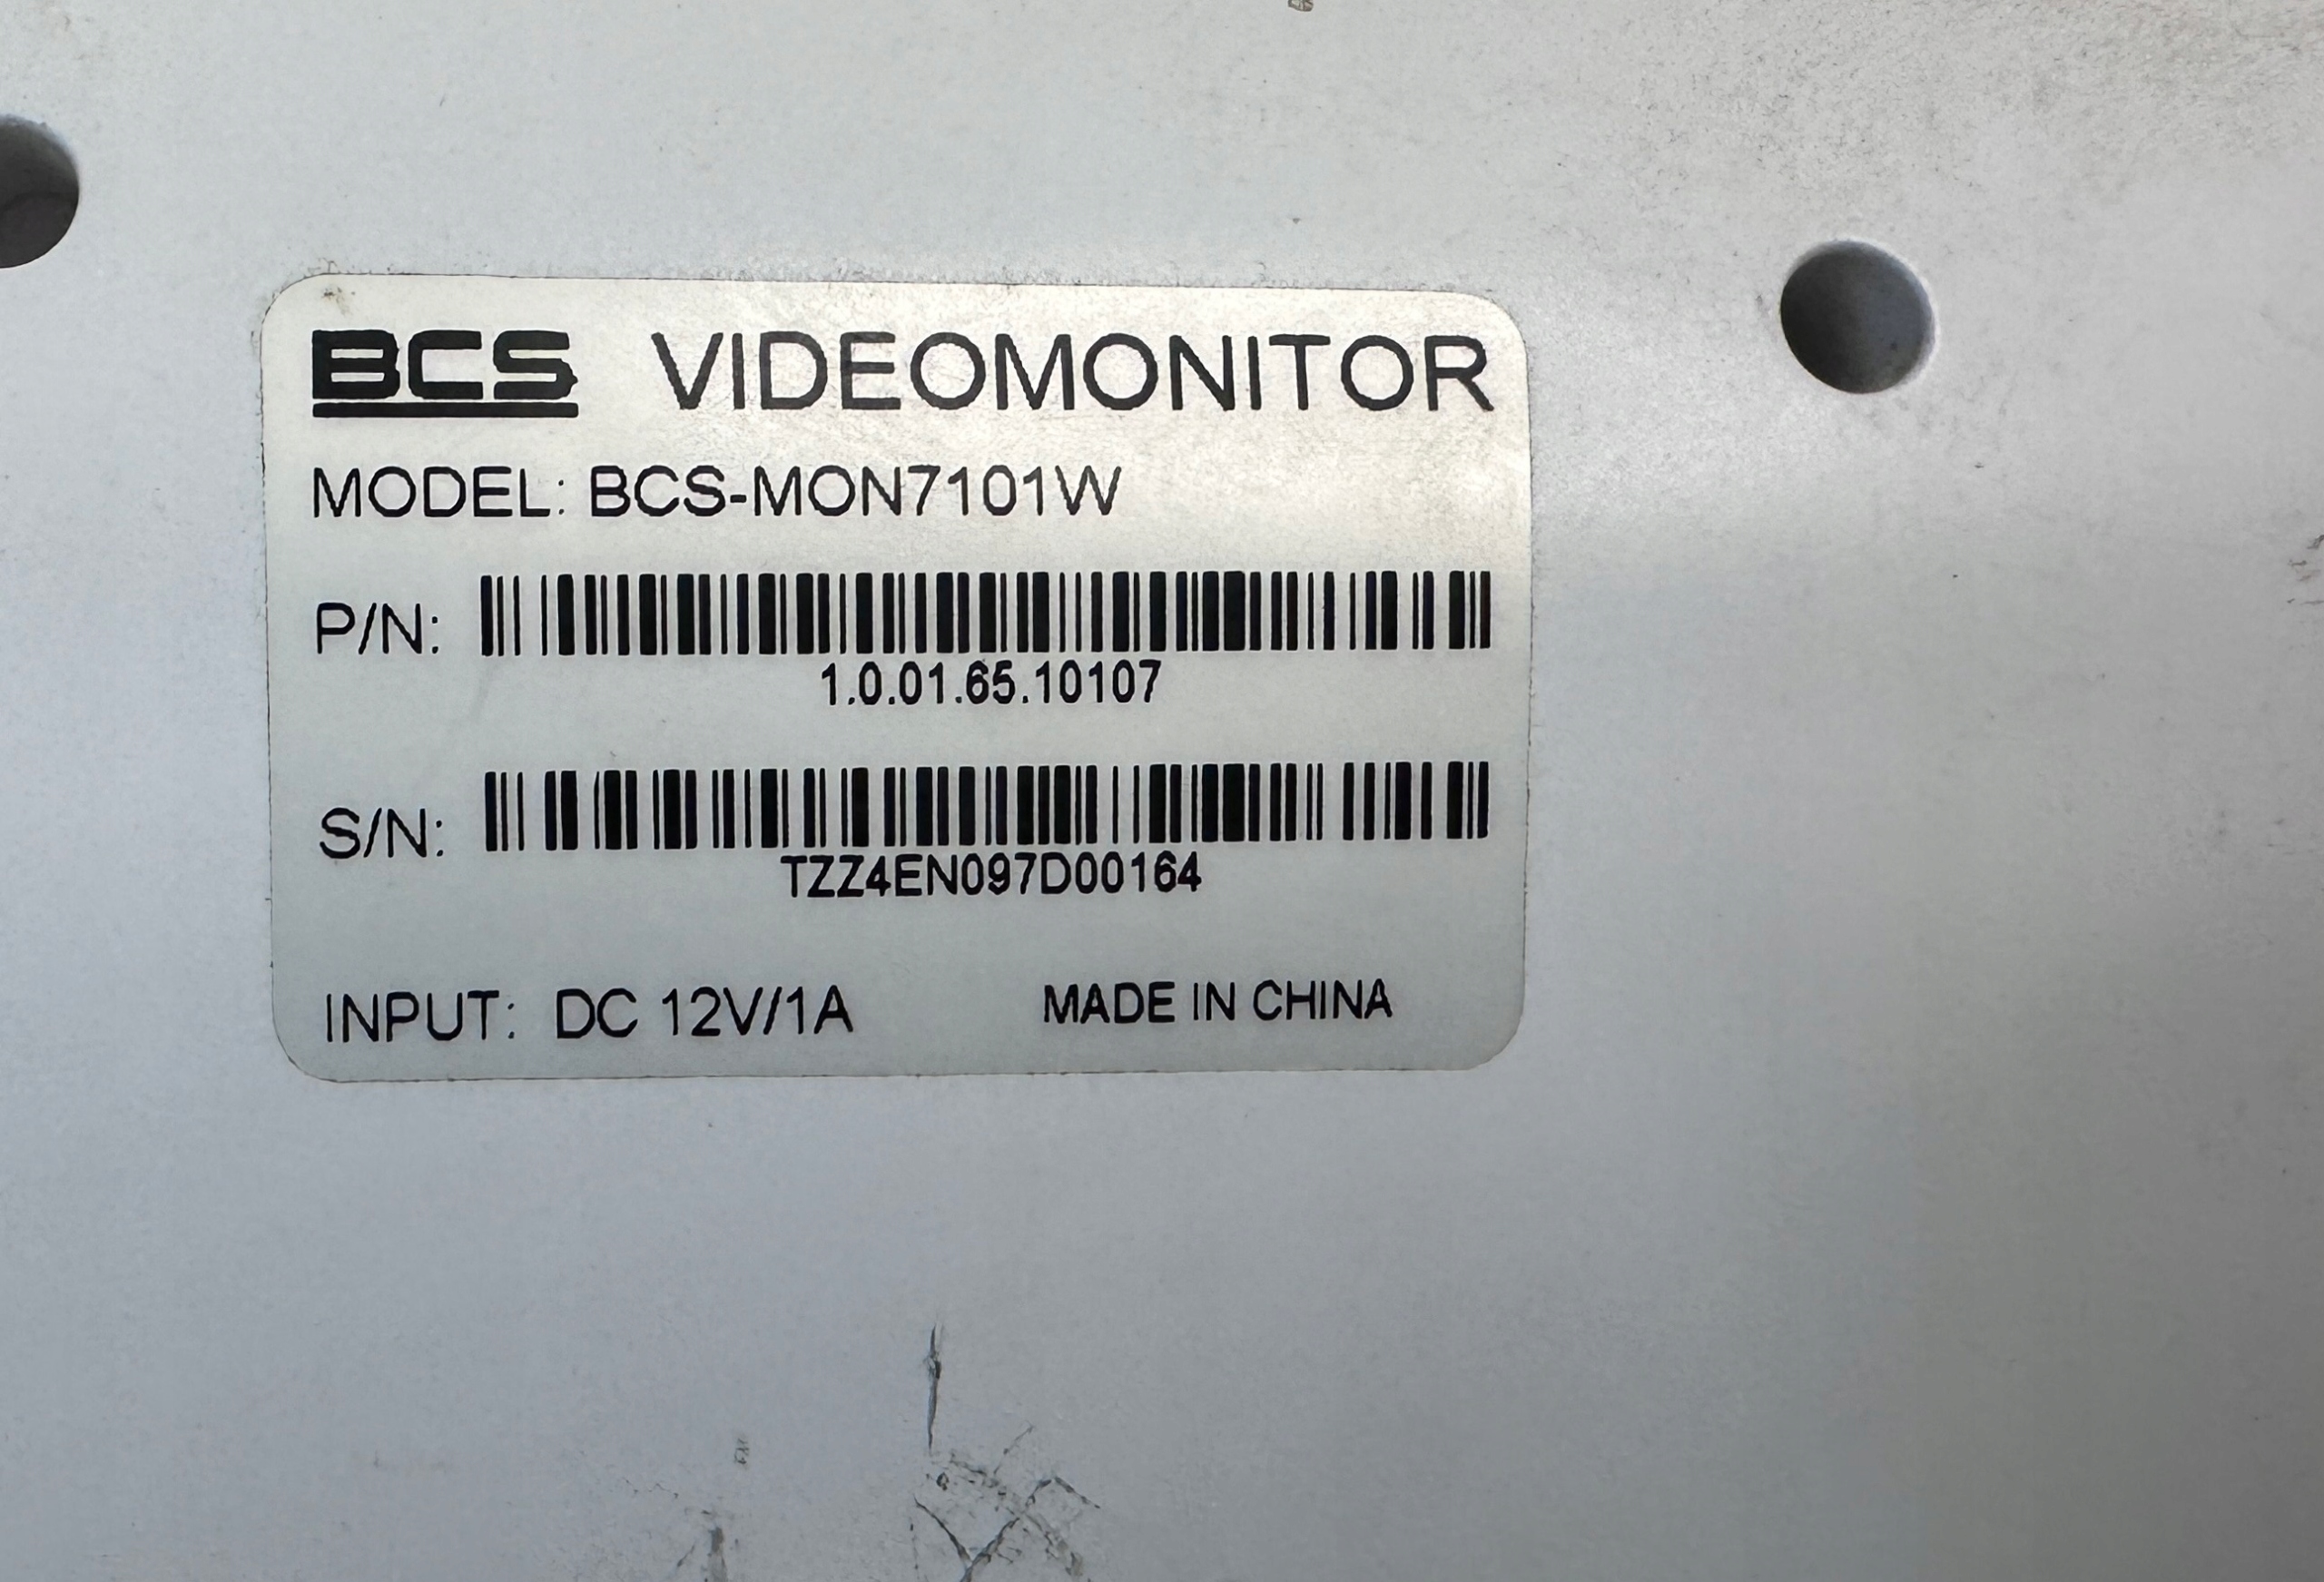 BCS VIDEOMONITOR
MODEL: BCS-MON7101W
P/N:
1.0.01.65.10107
S/N:
TZZ4EN097D00164
INPUT: DC 12V/1A MADE IN CHINA